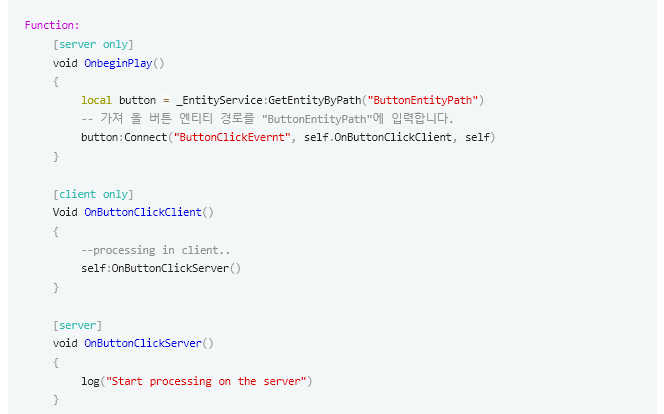 Function:
[server only]
void OnbeginPlay()
{
local button = _EntityService:GetEntityByPath("ButtonEntityPath")
-- 가져 올 버튼 엔티티 경로를 "ButtonEntityPath"에 입력합니다.
button:Connect("ButtonClickEvernt", self.OnButtonClickClient, self)
}
[client only]
Void OnButtonClickClient()
{
--processing in client..
self:OnButtonClickServer()
}
[server]
void OnButtonClickServer()
{
log("Start processing on the server")
}